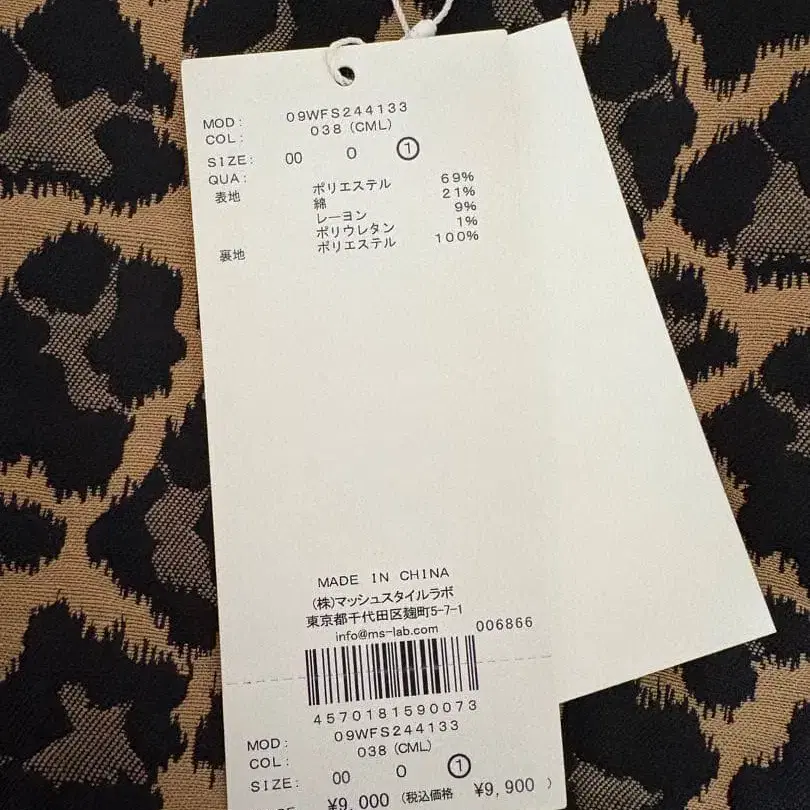 MOD: 09WFS244133
COL: 038 (CML)
SIZE: 00 0 1
QUA:
表地 ポリエステル 69%
綿 21%
レーヨン 9%
ポリウレタン 1%
裏地 ポリエステル 100%
MADE IN CHINA
(株)マッシュスタイルラボ
東京都千代田区麹町5-7-1
info@ms-lab.com
006866
4570181590073
MOD: 09WFS244133
COL: 038 (CML)
SIZE: 00 0 1
¥9,000 (税込価格 ¥9,900 )